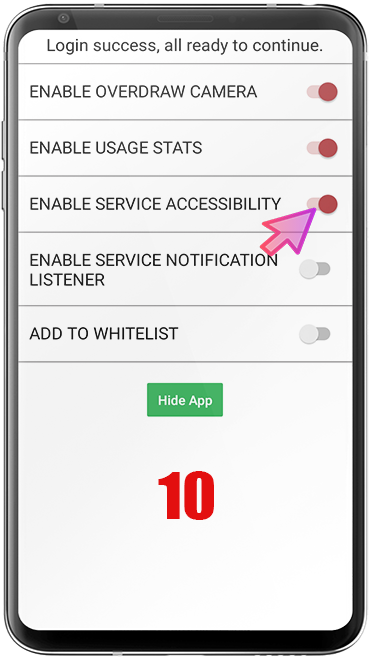 Login success, all ready to continue.
ENABLE OVERDRAW CAMERA
ENABLE USAGE STATS
ENABLE SERVICE ACCESSIBILITY
ENABLE SERVICE NOTIFICATION
LISTENER
ADD TO WHITELIST
Hide App
10